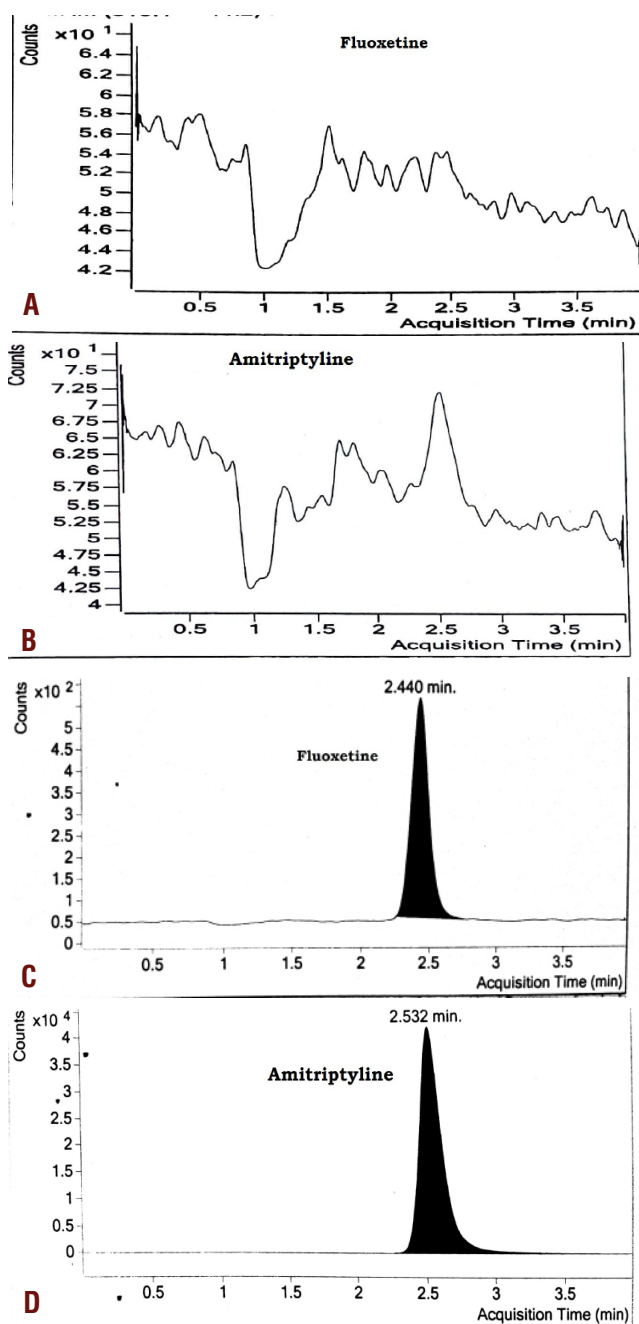 Fluoxetine
Counts
x10 1
6.4
6.2
6
5.8
5.6
5.4
5.2
5
4.8
4.6
4.4
4.2
0.5 1 1.5 2 2.5 3 3.5
Acquisition Time (min)
A
Amitriptyline
Counts
x10 1
7.5
7.25
7
6.75
6.5
6.25
6
5.75
5.5
5.25
5
4.75
4.5
4.25
4
0.5 1 1.5 2 2.5 3 3.5
Acquisition Time (min)
B
2.440 min.
Fluoxetine
Counts
x10 2
5
4.5
4
3.5
3
2.5
2
1.5
1
0.5
0
0.5 1 1.5 2 2.5 3 3.5
Acquisition Time (min)
C
2.532 min.
Amitriptyline
Counts
x10 4
4
3.5
3
2.5
2
1.5
1
0.5
0
0.5 1 1.5 2 2.5 3 3.5
Acquisition Time (min)
D